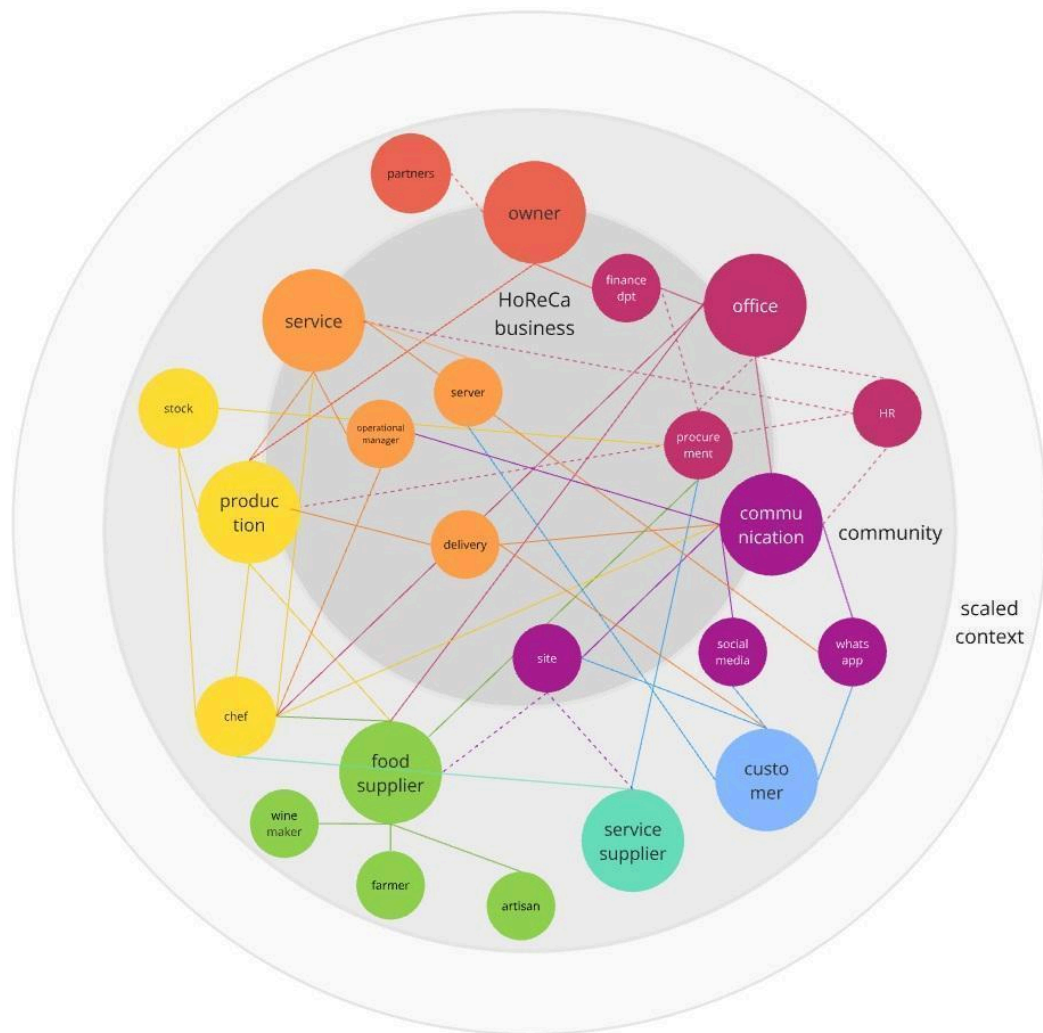 partners
owner
finance
dpt
office
HoReCa
business
service
server
stock
operational
manager
HR
procure
ment
produc
tion
commu
nication
community
delivery
scaled
context
site
social
media
whats
app
chef
food
supplier
custo
mer
wine
maker
service
supplier
farmer
artisan